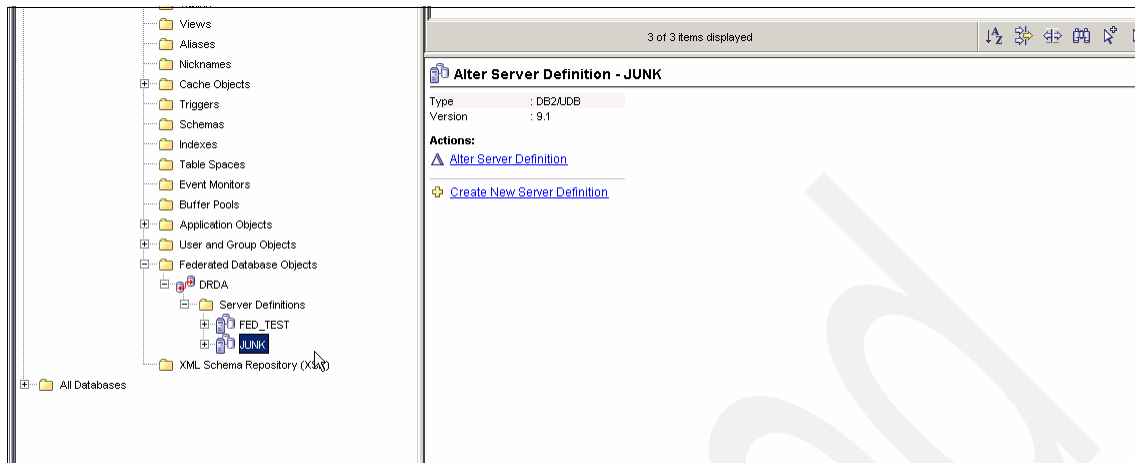 Views
Aliases
Nicknames
Cache Objects
Triggers
Schemas
Indexes
Table Spaces
Event Monitors
Buffer Pools
Application Objects
User and Group Objects
Federated Database Objects
DRDA
Server Definitions
FED_TEST
JUNK
XML Schema Repository
All Databases
3 of 3 items displayed
Alter Server Definition - JUNK
Type : DB2/UDB
Version : 9.1
Actions:
Alter Server Definition
Create New Server Definition